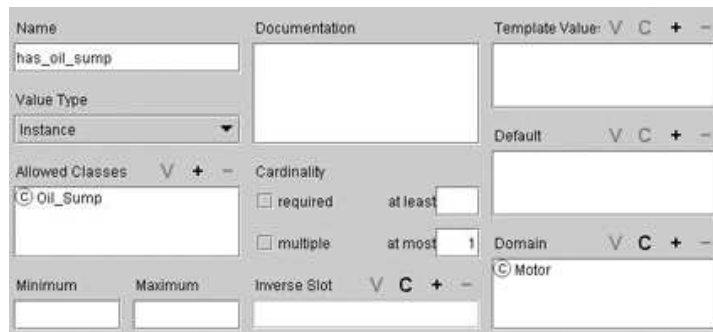 Name
has_oil_sump
Value Type
Instance
Allowed Classes V + −
C Oil_Sump
Minimum Maximum
Documentation
Cardinality
required at least
multiple at most 1
Inverse Slot V C + −
Template Values V C + −
Default V C + −
Domain V C + −
C Motor